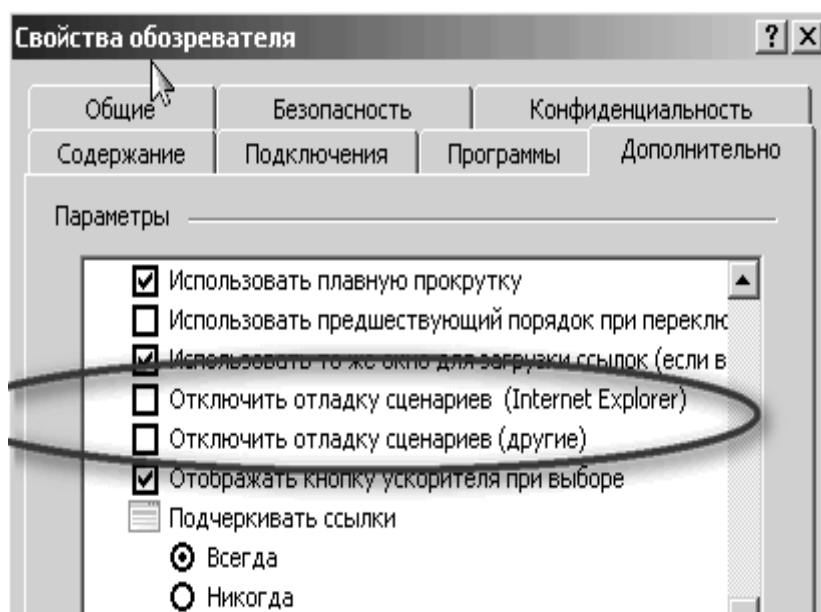 Свойства обозревателя
Общие Безопасность Конфиденциальность
Содержание Подключения Программы Дополнительно
Параметры
Использовать плавную прокрутку
Использовать предшествующий порядок при переклю
Использовать то же окно для загрузки ссылок (если в
Отключить отладку сценариев (Internet Explorer)
Отключить отладку сценариев (другие)
Отображать кнопку ускорителя при выборе
Подчеркивать ссылки
Всегда
Никогда